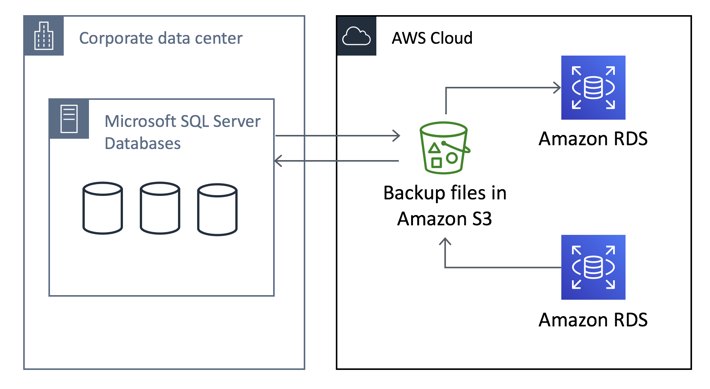 Corporate data center
AWS Cloud
Microsoft SQL Server
Databases
Amazon RDS
Backup files in
Amazon S3
Amazon RDS